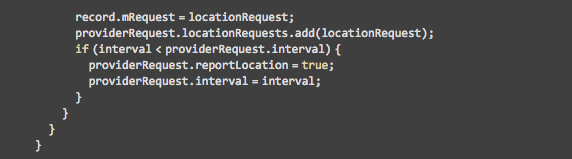 record.mRequest = locationRequest;
providerRequest.locationRequests.add(locationRequest);
if (interval < providerRequest.interval) {
providerRequest.reportLocation = true;
providerRequest.interval = interval;
}
}
}
}